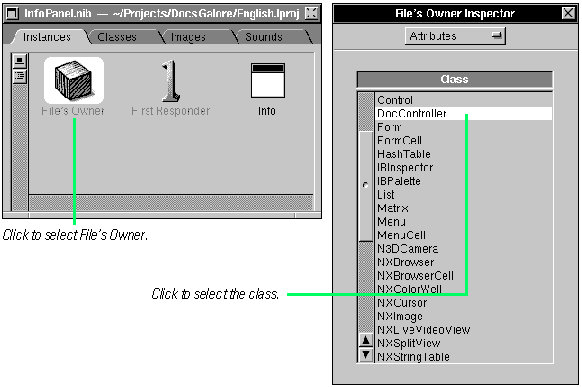 InfoPanel.nib — ~/Projects/DocsGalore/English.lproj
Instances Classes Images Sounds
File's Owner First Responder Info
Click to select File's Owner.
Click to select the class.
File's Owner Inspector
Attributes
Class
Control
DocController
Form
FormCell
HashTable
IBInspector
IBPalette
List
Matrix
Menu
MenuCell
N3DCamera
NXBrowser
NXBrowserCell
NXColorWell
NXCursor
NXImage
NXLiveVideoView
NXSplitView
NXStringTable